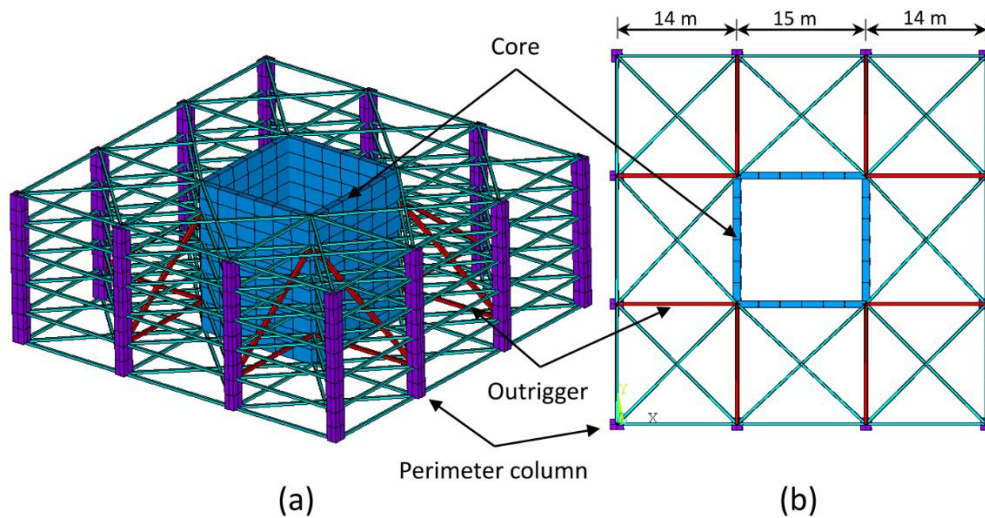 14 m 15 m 14 m
Core
Outrigger
Y
X
Perimeter column
(a) (b)